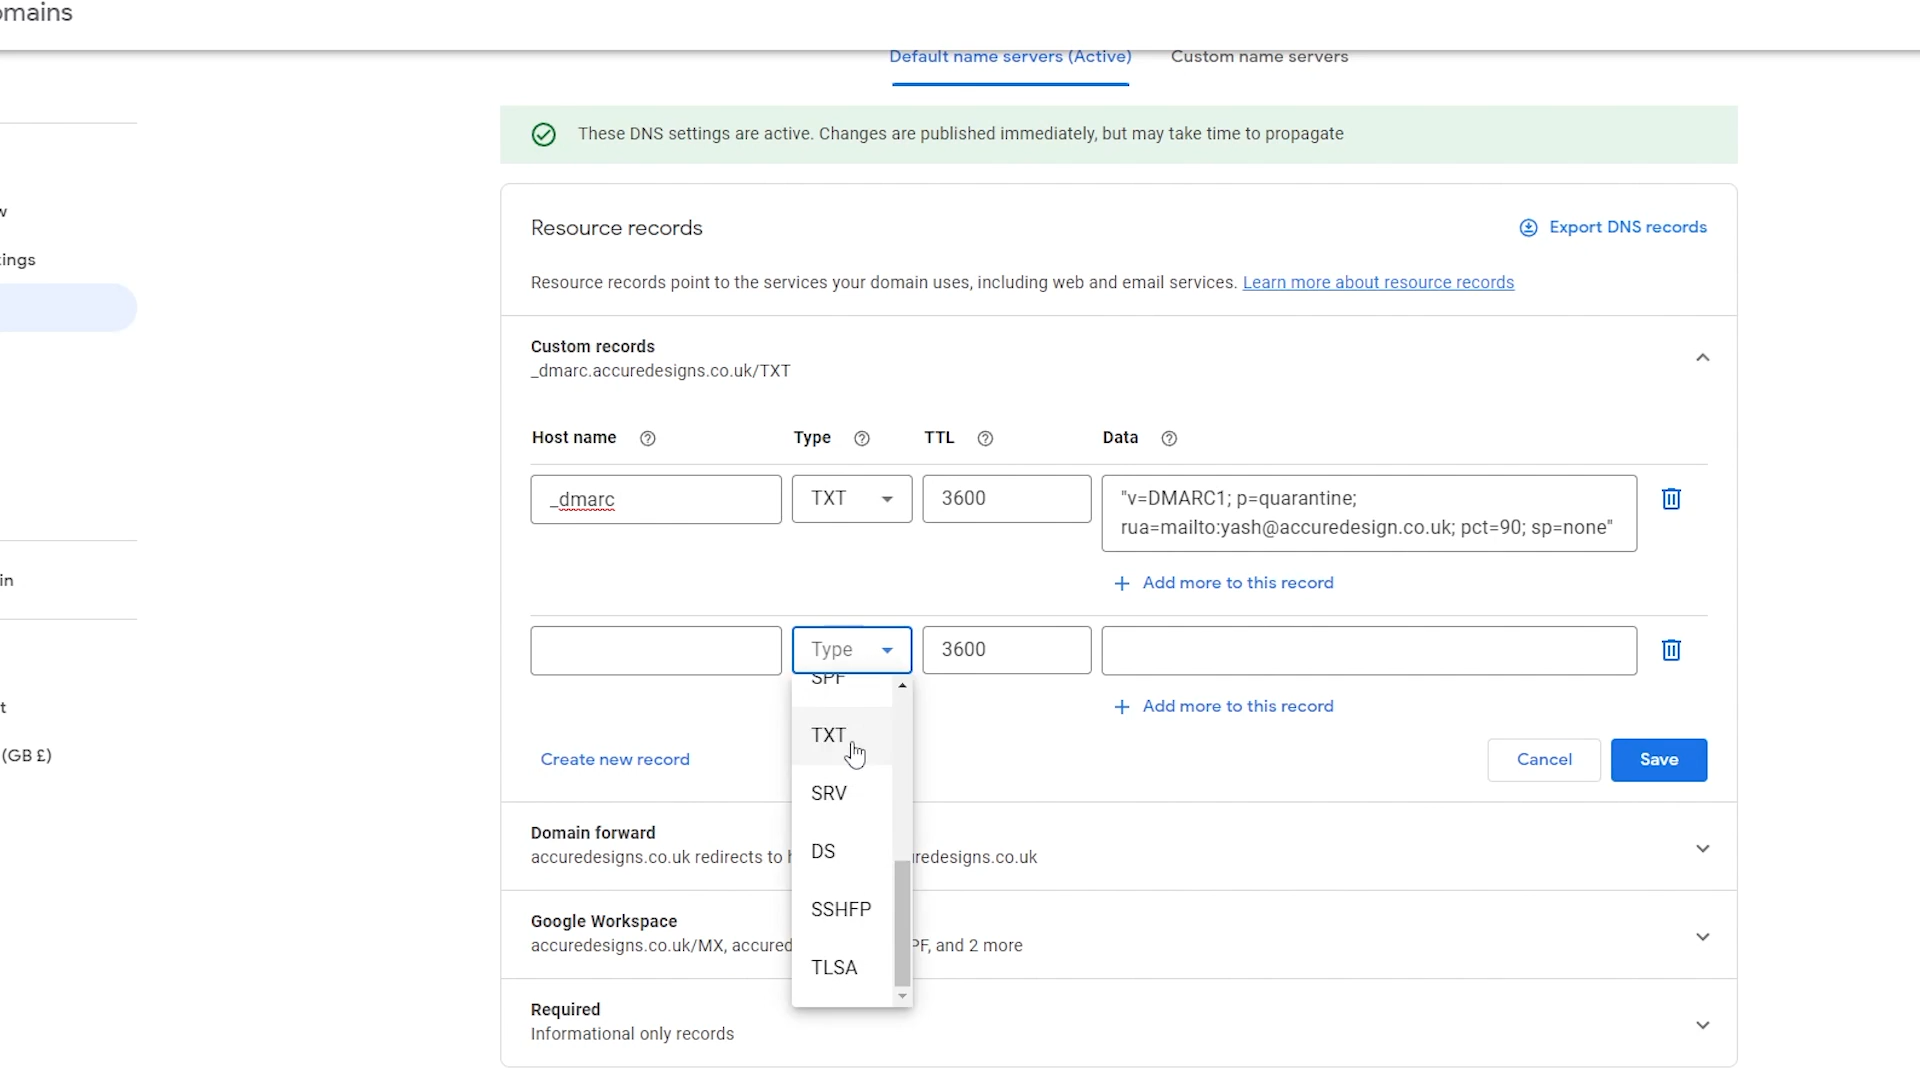 omains
Default name servers (Active) Custom name servers
These DNS settings are active. Changes are published immediately, but may take time to propagate
w
ings
Resource records
Export DNS records
Resource records point to the services your domain uses, including web and email services. Learn more about resource records
Custom records
_dmarc.accuredesigns.co.uk/TXT
Host name Type TTL Data
_dmarc TXT 3600 "v=DMARC1; p=quarantine;
rua=mailto:yash@accuredesign.co.uk; pct=90; sp=none"
Add more to this record
in
Type 3600
SPF
TXT
SRV
DS
SSHFP
TLSA
Add more to this record
t
(GB £)
Create new record
Cancel Save
Domain forward
accuredesigns.co.uk redirects to h redesigns.co.uk
Google Workspace
accuredesigns.co.uk/MX, accured PF, and 2 more
Required
Informational only records